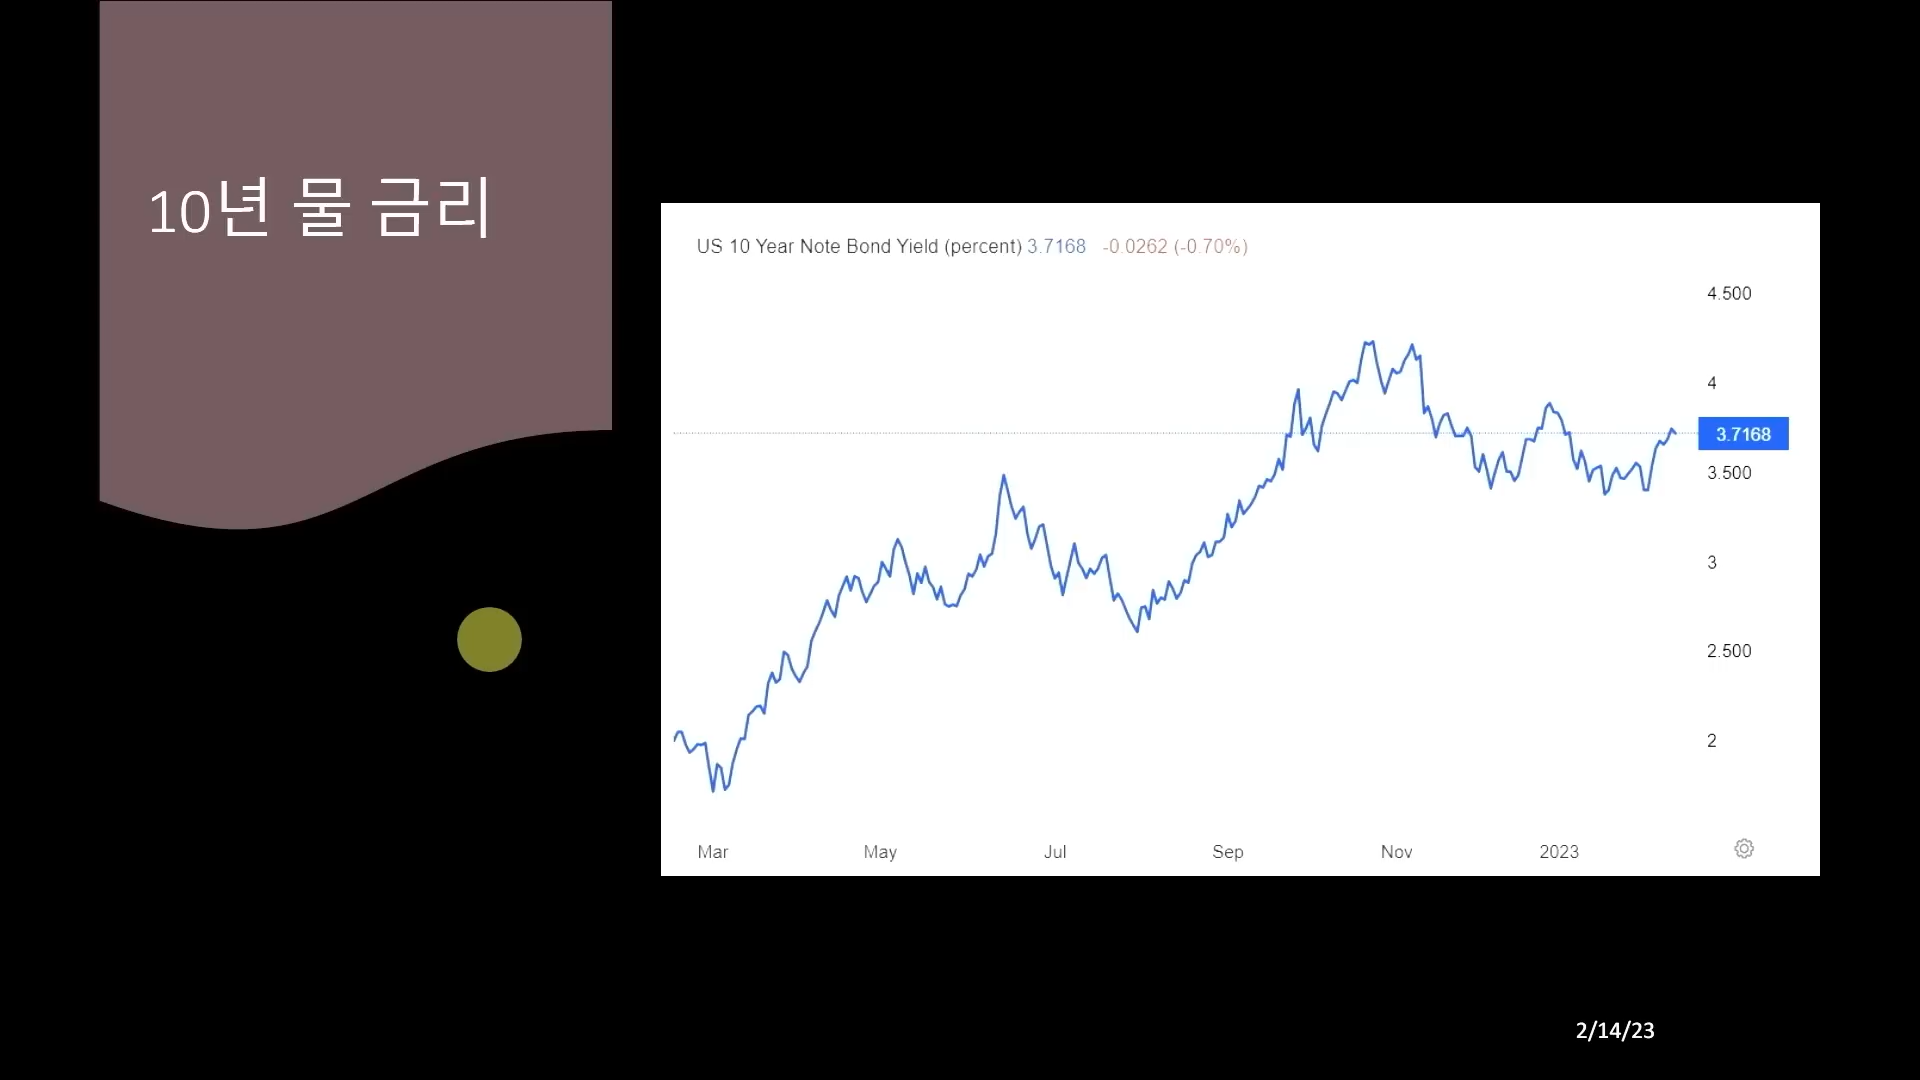 10년 물 금리
US 10 Year Note Bond Yield (percent) 3.7168 -0.0262 (-0.70%)
4.500
4
3.7168
3.500
3
2.500
2
Mar May Jul Sep Nov 2023
2/14/23